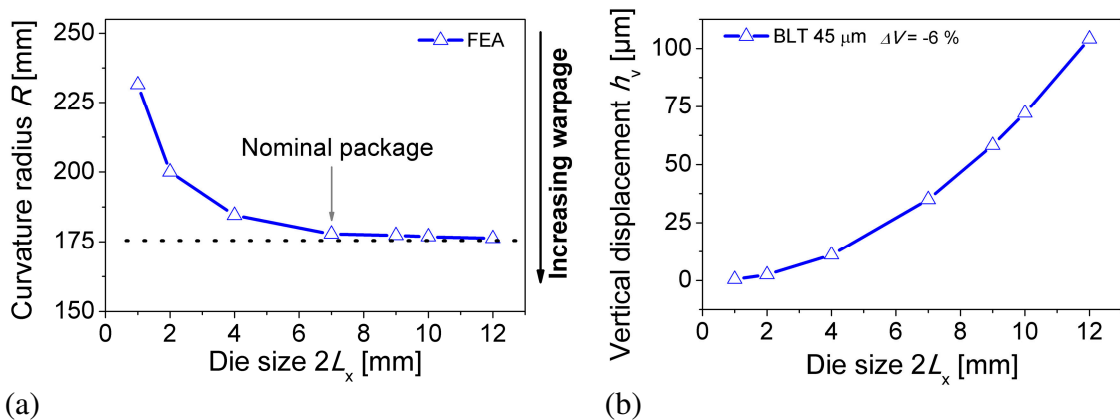 250
225
200
175
150
Curvature radius R [mm]
FEA
Nominal package
Increasing warpage
0 2 4 6 8 10 12
Die size 2Lₓ [mm]
(a)
100
75
50
25
0
Vertical displacement hᵥ [µm]
BLT 45 µm ΔV = -6 %
0 2 4 6 8 10 12
Die size 2Lₓ [mm]
(b)